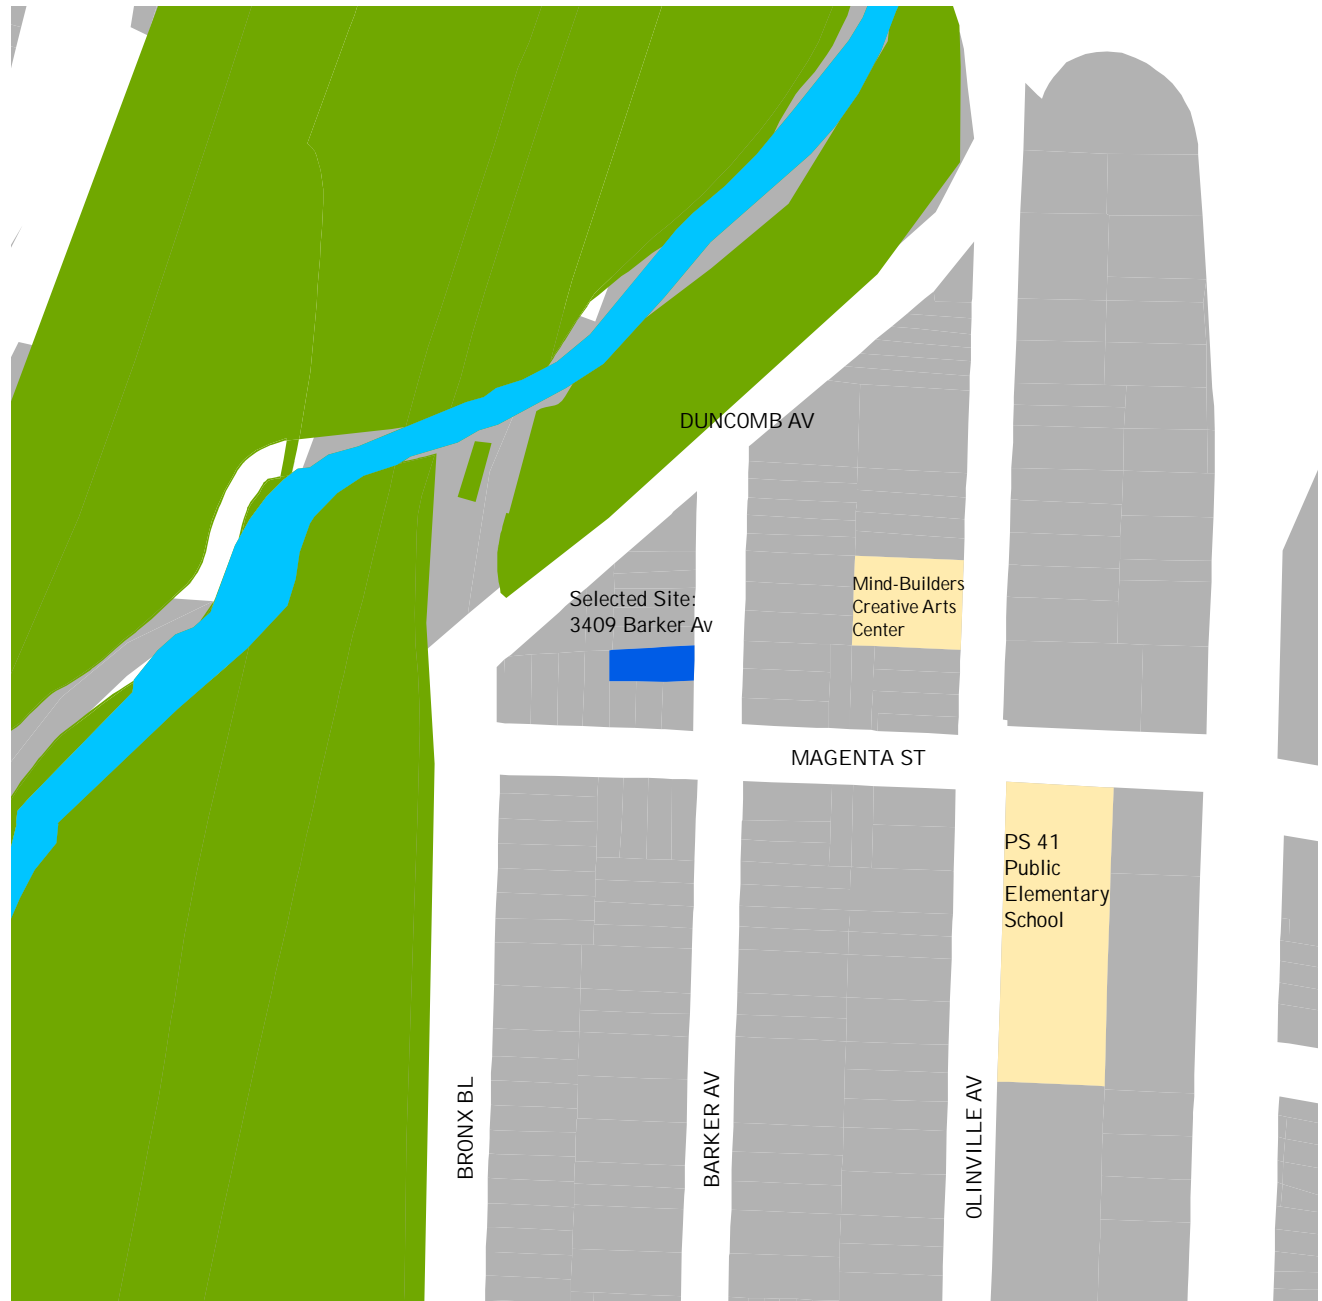 DUNCOMB AV
Mind-Builders
Creative Arts
Center
Selected Site:
3409 Barker Av
MAGENTA ST
PS 41
Public
Elementary
School
BRONX BL
BARKER AV
OLINVILLE AV